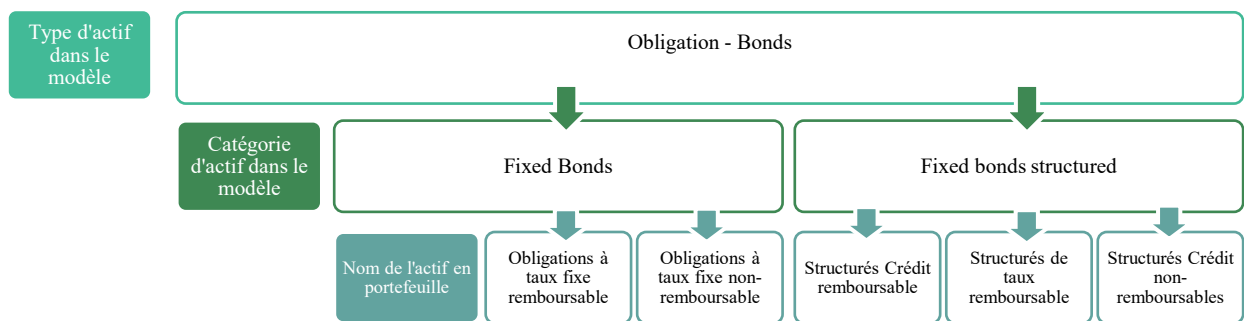 Type d'actif
dans le
modèle
Obligation - Bonds
Catégorie
d'actif dans le
modèle
Fixed Bonds
Fixed bonds structured
Nom de l'actif en
portefeuille
Obligations à
taux fixe
remboursable
Obligations à
taux fixe non-
remboursable
Structurés Crédit
remboursable
Structurés de
taux
remboursable
Structurés Crédit
non-
remboursables